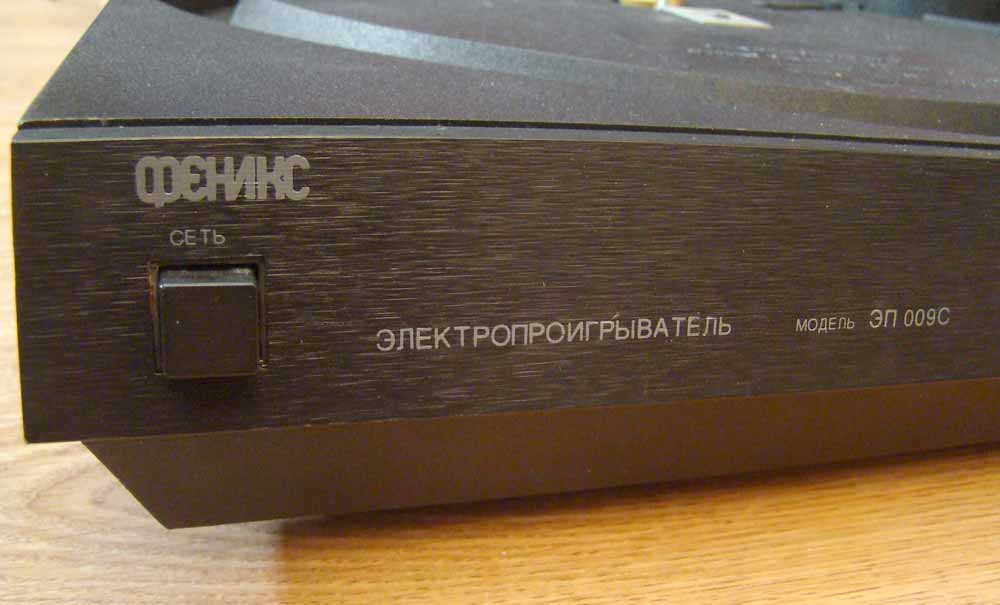 ФЕНИКС
СЕТЬ
ЭЛЕКТРОПРОИГРЫВАТЕЛЬ МОДЕЛЬ ЭП 009С